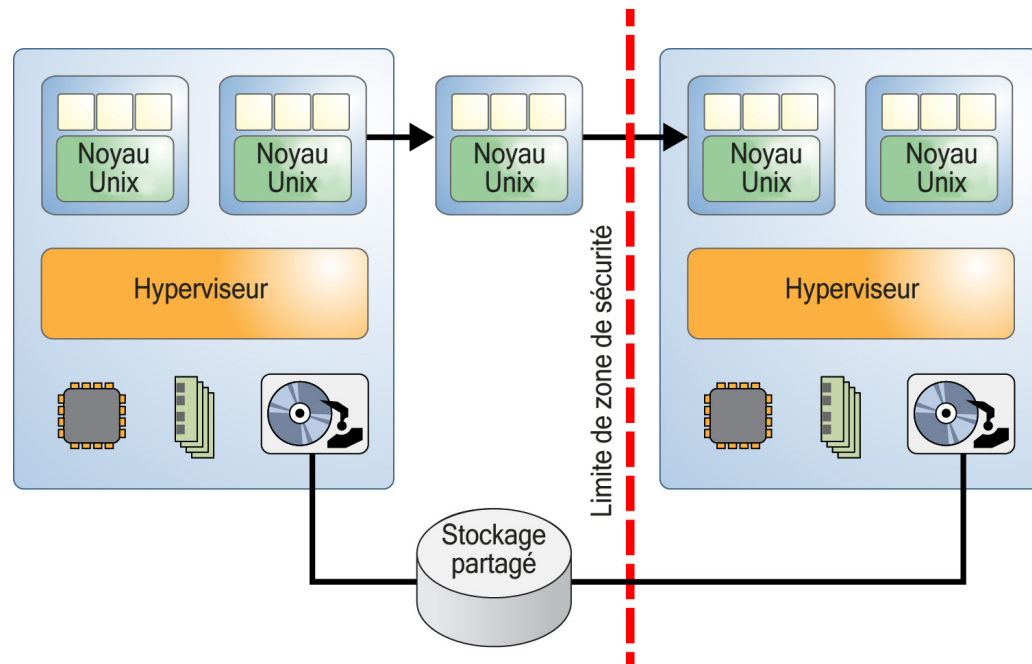 Noyau
Unix
Noyau
Unix
Noyau
Unix
Noyau
Unix
Noyau
Unix
Hyperviseur
Limite de zone de sécurité
Hyperviseur
Stockage
partagé